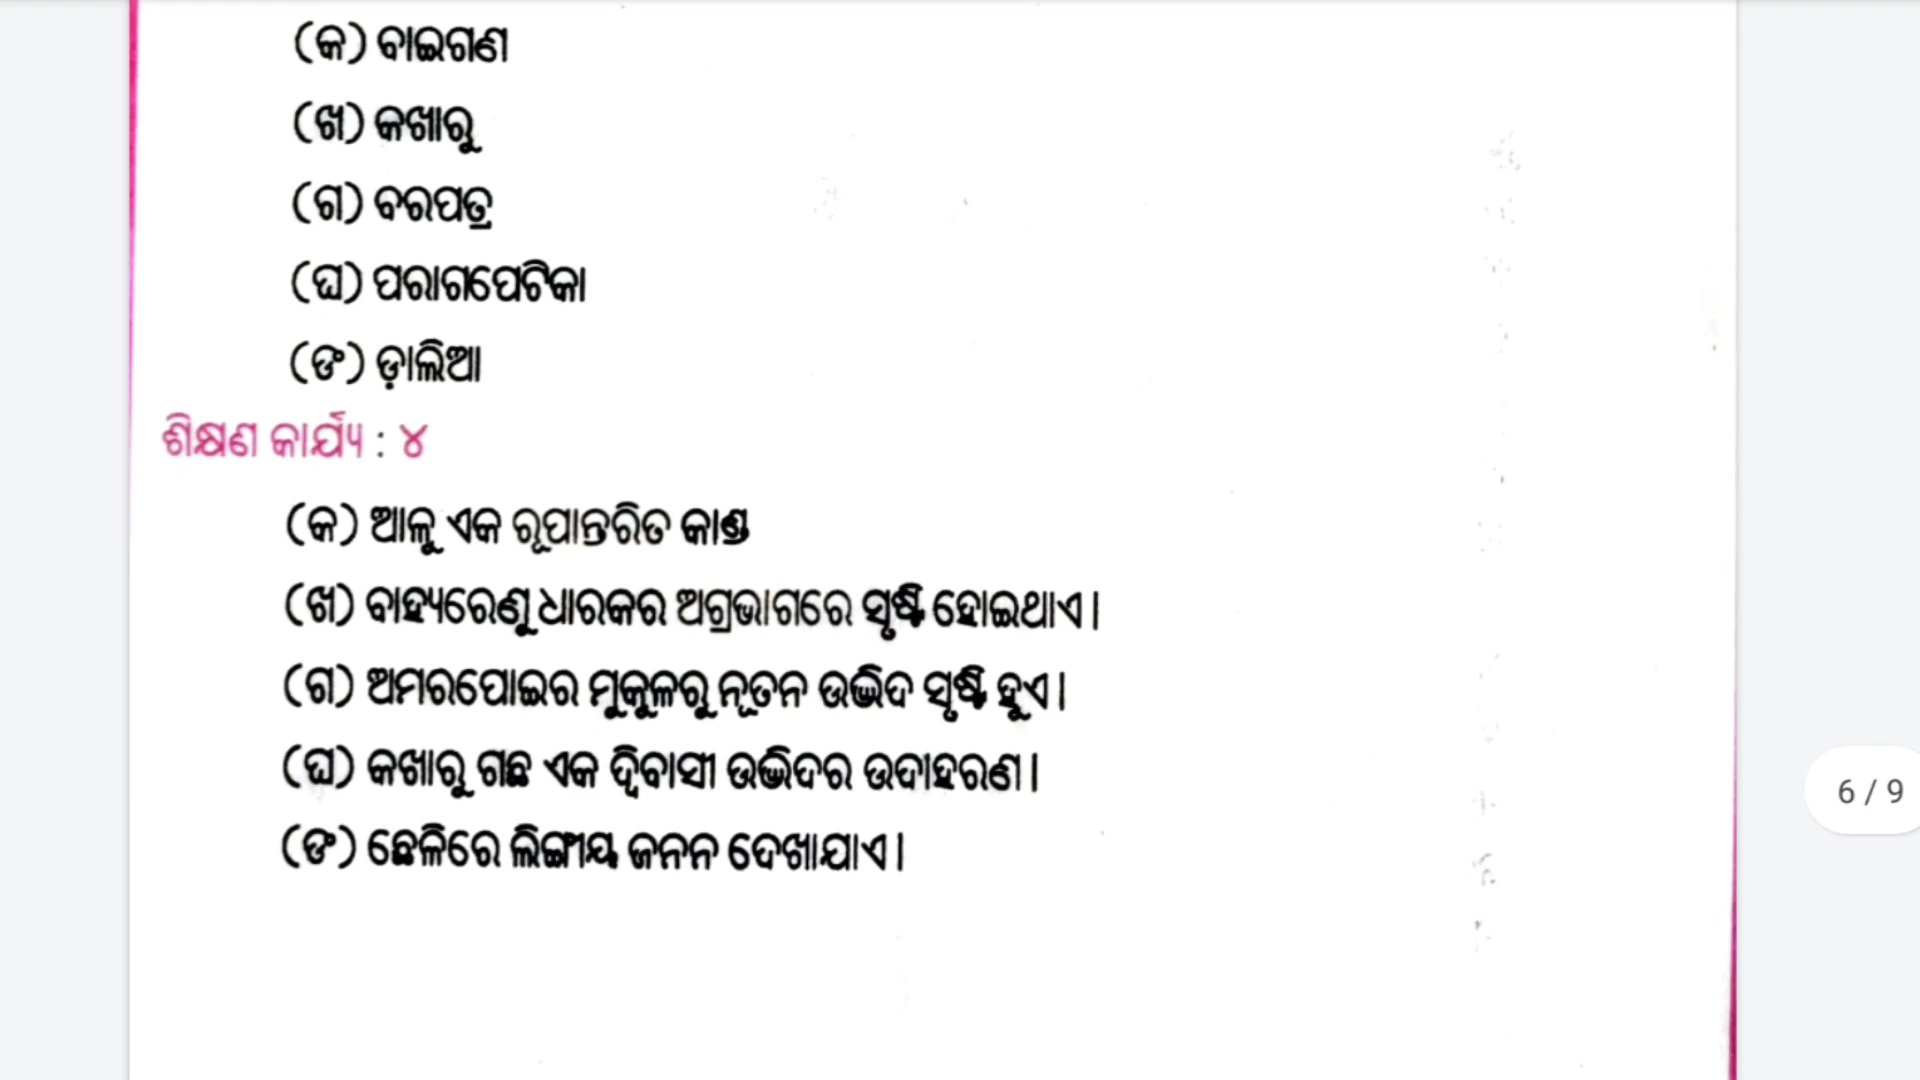 (କ) ବାଇଗଣ
(ଖ) କଖାରୁ
(ଗ) ବରପତ୍ର
(ଘ) ପରାଗପେଟିକା
(ଙ) ଡ଼ାଲିଆ
ଶିକ୍ଷଣ କାର୍ଯ୍ୟ : ୪
(କ) ଆଳୁ ଏକ ରୂପାନ୍ତରିତ କାଣ୍ଡ
(ଖ) ବାହ୍ୟରେଣୁ ଧାରକର ଅଗ୍ରଭାଗରେ ସୃଷ୍ଟି ହୋଇଥାଏ।
(ଗ) ଅମରପୋଇର ମୁକୁଳରୁ ନୂତନ ଉଦ୍ଭିଦ ସୃଷ୍ଟି ହୁଏ।
(ଘ) କଖାରୁ ଗଛ ଏକ ଦ୍ୱିବାସୀ ଉଦ୍ଭିଦର ଉଦାହରଣ।
(ଙ) ଛେଳିରେ ଲିଙ୍ଗୀୟ ଜନନ ଦେଖାଯାଏ।
6 / 9